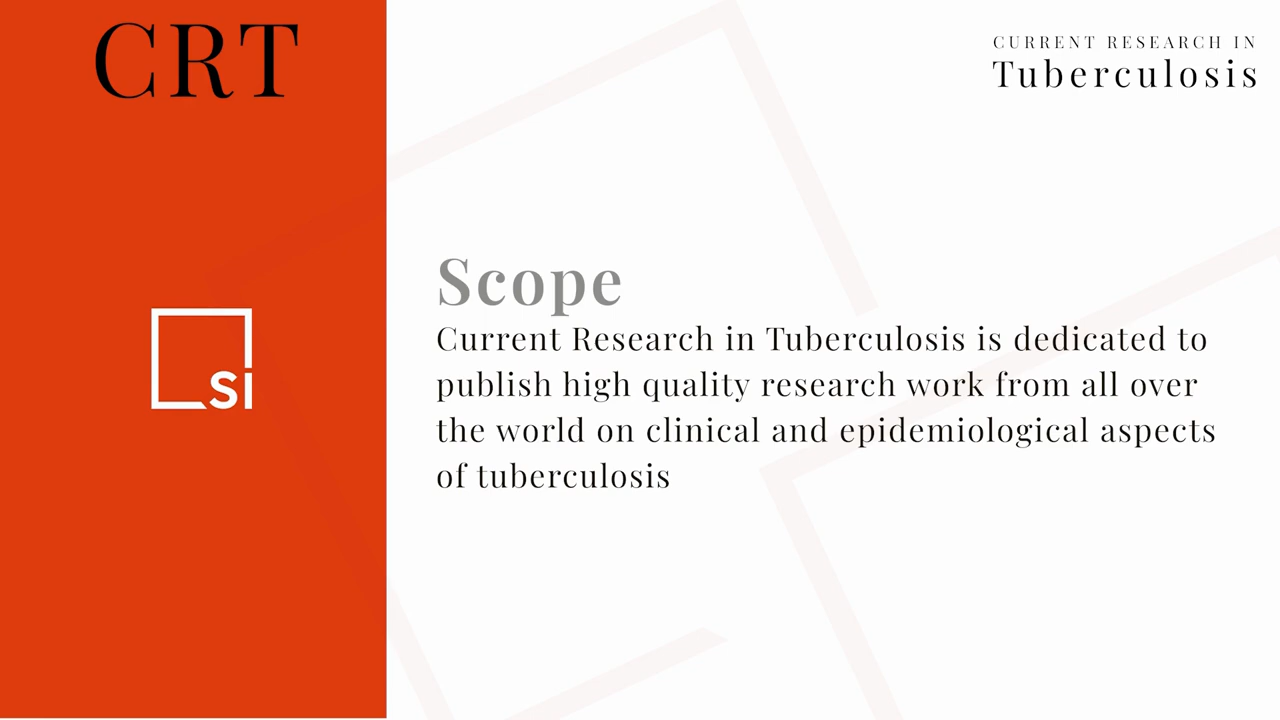 CRT
CURRENT RESEARCH IN
Tuberculosis
Scope
Current Research in Tuberculosis is dedicated to
publish high quality research work from all over
the world on clinical and epidemiological aspects
of tuberculosis
si